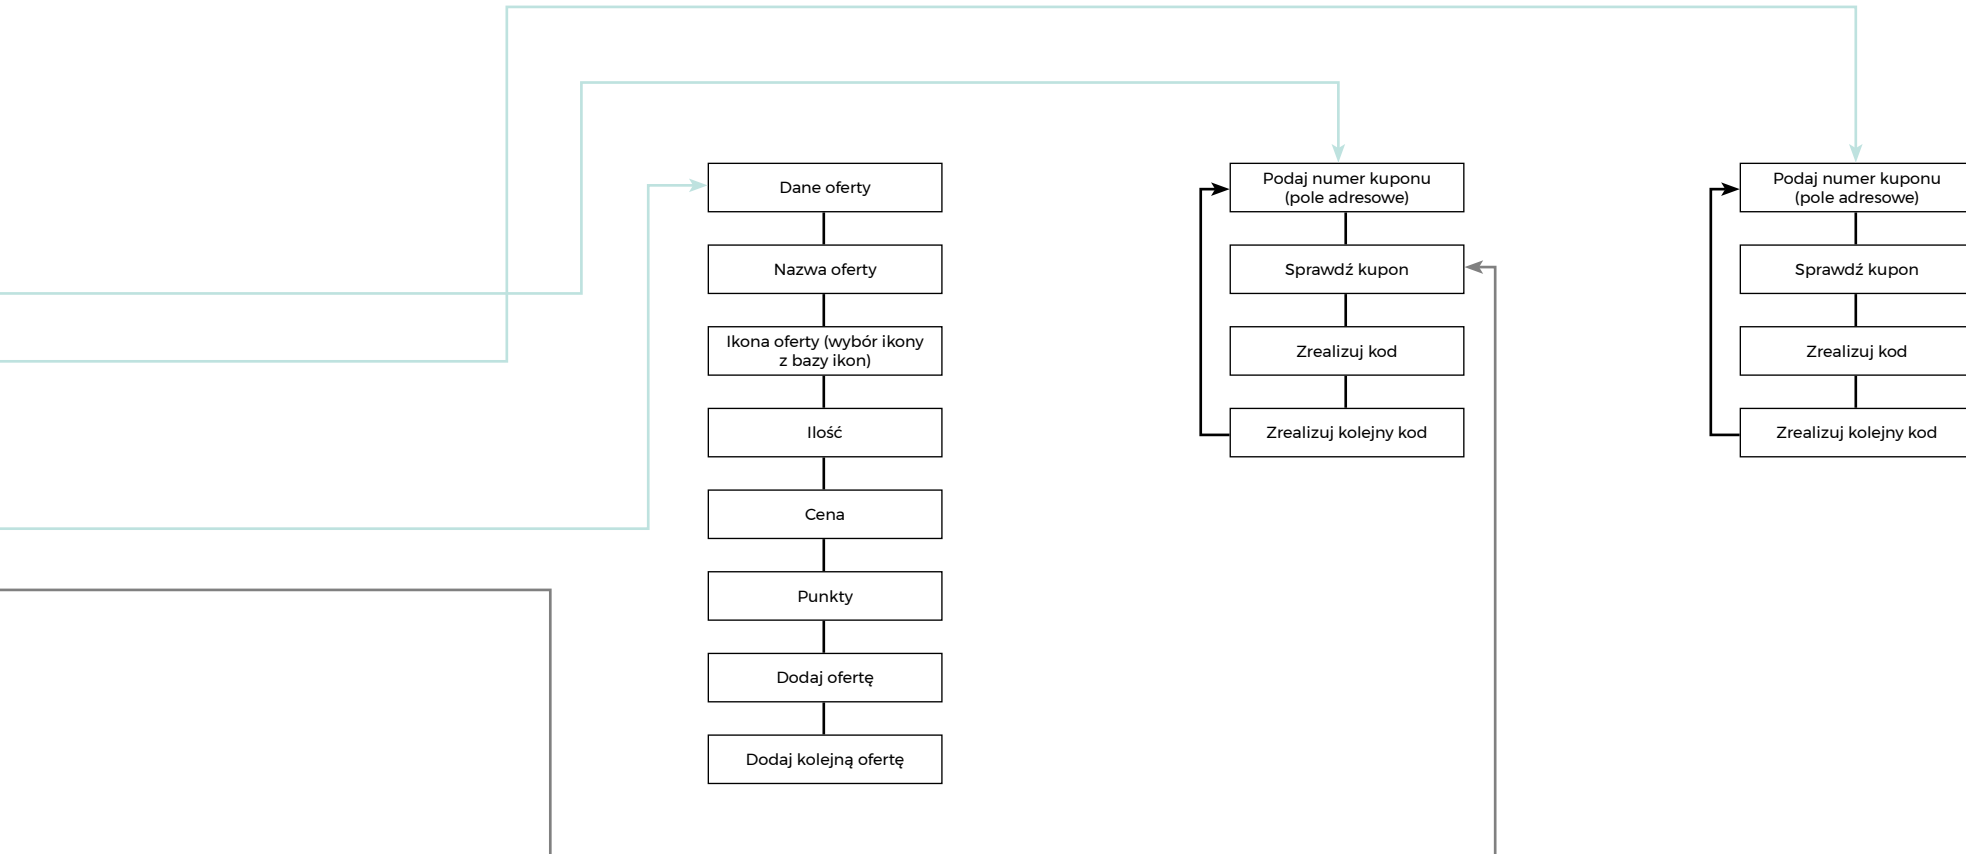 Dane oferty
Nazwa oferty
Ikona oferty (wybór ikony
z bazy ikon)
Ilość
Cena
Punkty
Dodaj ofertę
Dodaj kolejną ofertę
Podaj numer kuponu
(pole adresowe)
Sprawdź kupon
Zrealizuj kod
Zrealizuj kolejny kod
Podaj numer kuponu
(pole adresowe)
Sprawdź kupon
Zrealizuj kod
Zrealizuj kolejny kod